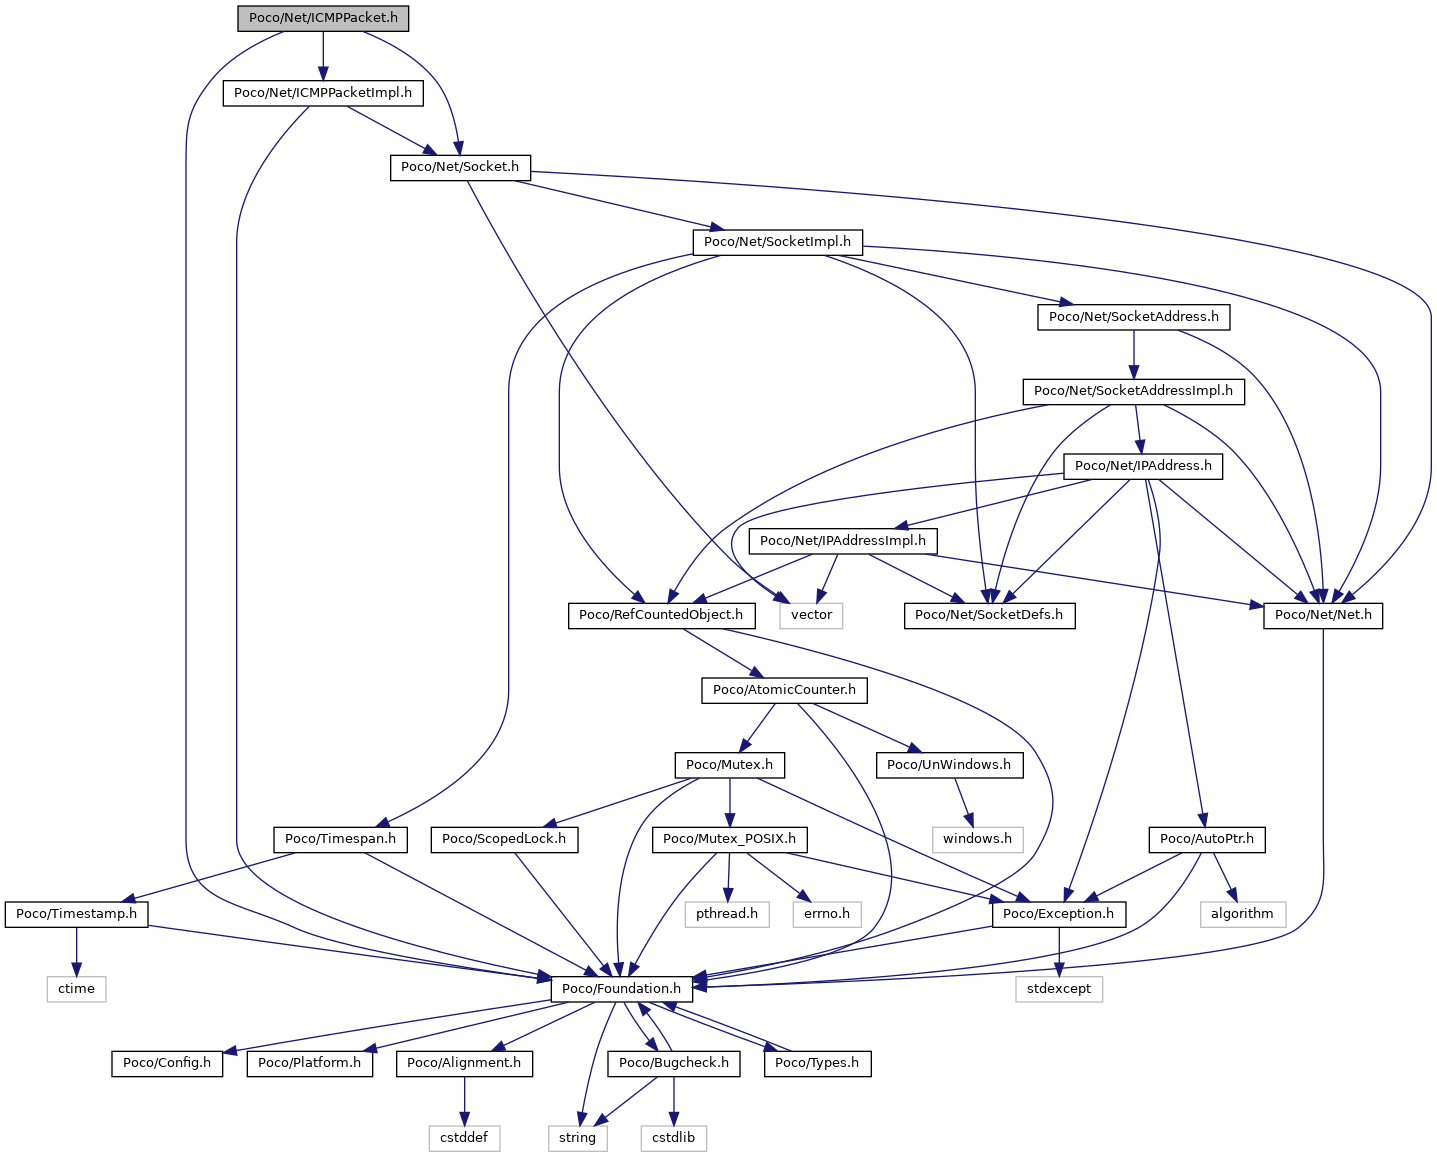 Poco/Net/ICMPPacket.h
Poco/Net/ICMPPacketImpl.h
Poco/Net/Socket.h
Poco/Net/SocketImpl.h
Poco/Net/SocketAddress.h
Poco/Net/SocketAddressImpl.h
Poco/Net/IPAddress.h
Poco/Net/IPAddressImpl.h
Poco/RefCountedObject.h
vector
Poco/Net/SocketDefs.h
Poco/Net/Net.h
Poco/AtomicCounter.h
Poco/Mutex.h
Poco/UnWindows.h
Poco/Timespan.h
Poco/ScopedLock.h
Poco/Mutex_POSIX.h
windows.h
Poco/AutoPtr.h
Poco/Timestamp.h
pthread.h
errno.h
Poco/Exception.h
algorithm
ctime
Poco/Foundation.h
stdexcept
Poco/Config.h
Poco/Platform.h
Poco/Alignment.h
Poco/Bugcheck.h
Poco/Types.h
cstddef
string
cstdlib